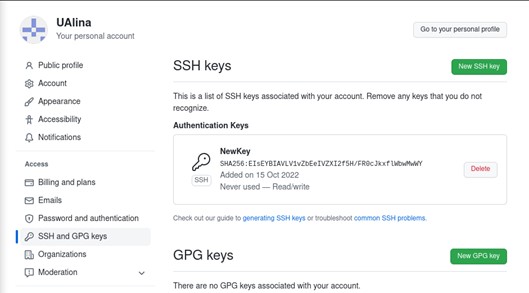 UAlina
Your personal account
Go to your personal profile
Public profile
Account
Appearance
Accessibility
Notifications
Access
Billing and plans
Emails
Password and authentication
SSH and GPG keys
Organizations
Moderation
SSH keys
New SSH key
This is a list of SSH keys associated with your account. Remove any keys that you do not
recognize.
Authentication Keys
NewKey
SHA256:EIsEYBIAVLV1vZbEeIVZXI2f5H/FR0cJkxflWbwMwWY
SSH
Added on 15 Oct 2022
Never used — Read/write
Delete
Check out our guide to generating SSH keys or troubleshoot common SSH problems.
GPG keys
New GPG key
There are no GPG keys associated with your account.